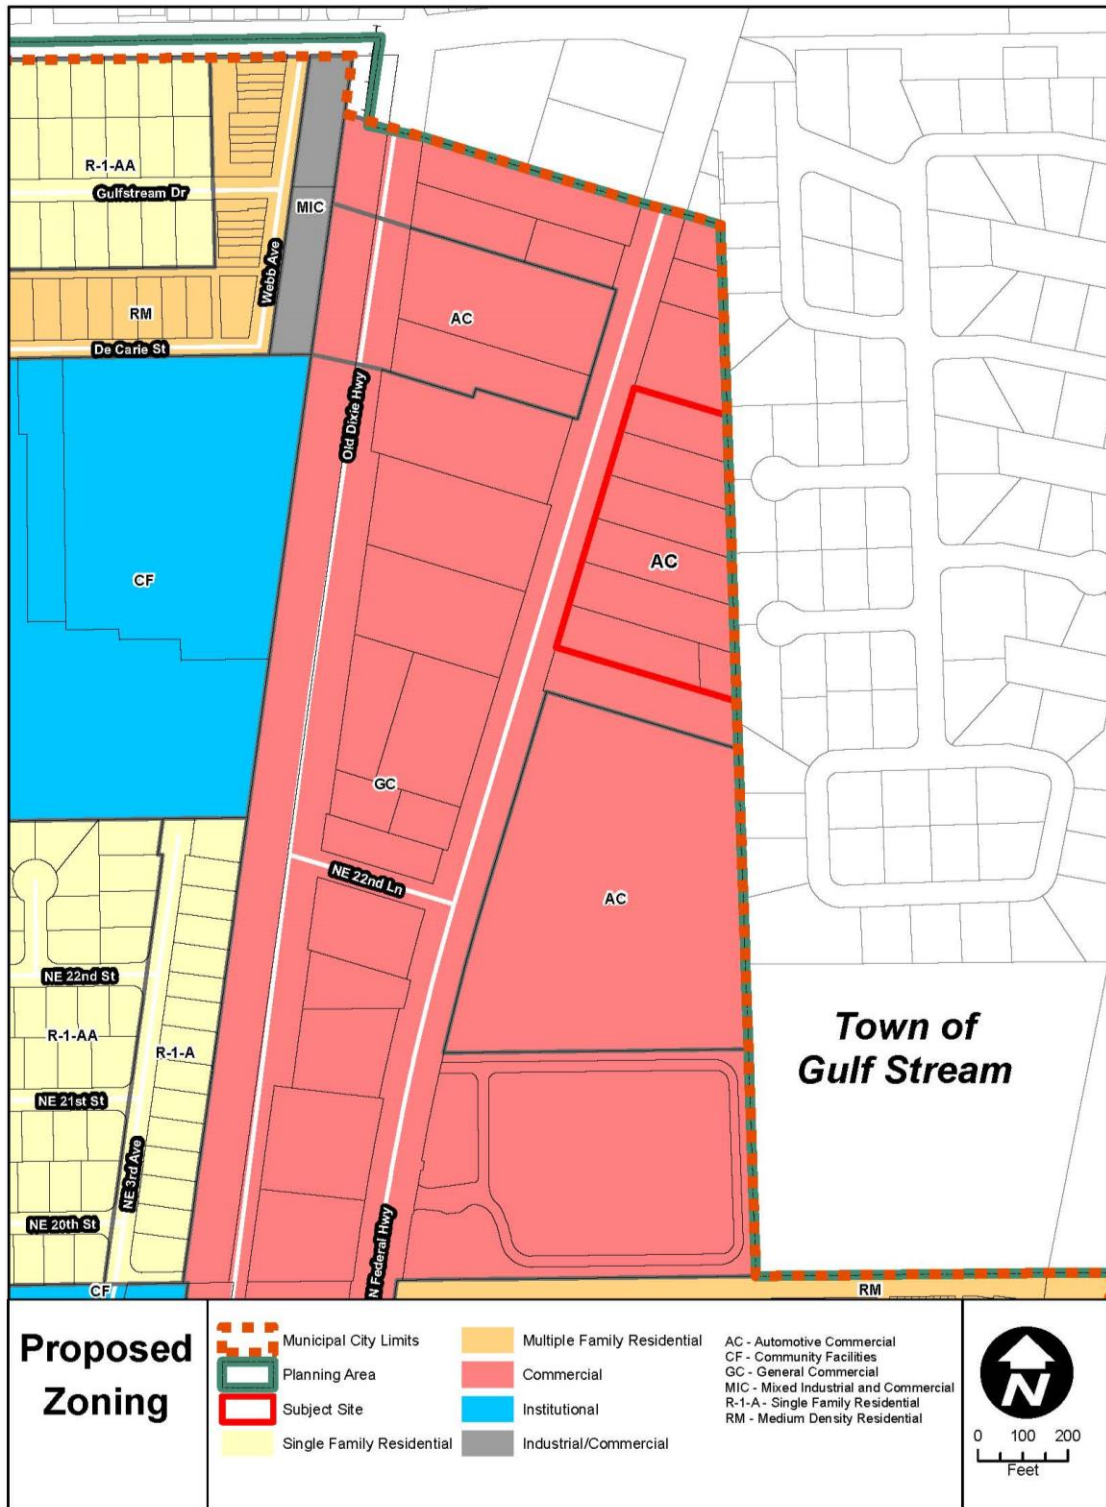 R-1-AA
Gulfstream Dr
MIC
Webb Ave
RM
De Carie St
AC
Old Dixie Hwy
CF
AC
GC
NE 22nd Ln
AC
NE 22nd St
R-1-AA
R-1-A
NE 21st St
NE 3rd Ave
NE 20th St
CF
N Federal Hwy
RM
Town of
Gulf Stream
Proposed
Zoning
Municipal City Limits
Planning Area
Subject Site
Single Family Residential
Multiple Family Residential
Commercial
Institutional
Industrial/Commercial
AC - Automotive Commercial
CF - Community Facilities
GC - General Commercial
MIC - Mixed Industrial and Commercial
R-1-A - Single Family Residential
RM - Medium Density Residential
N
0 100 200
Feet